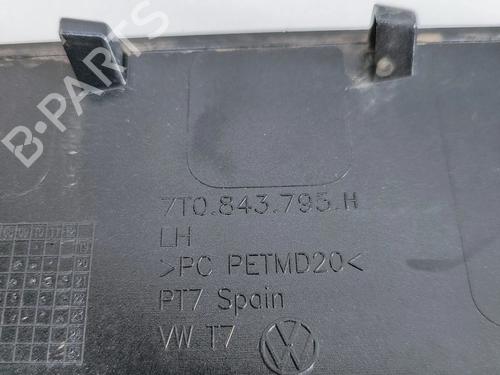 B-PARTS
7T0.843.795.H
LH
>PC PETMD20<
PT7 Spain
VW T7